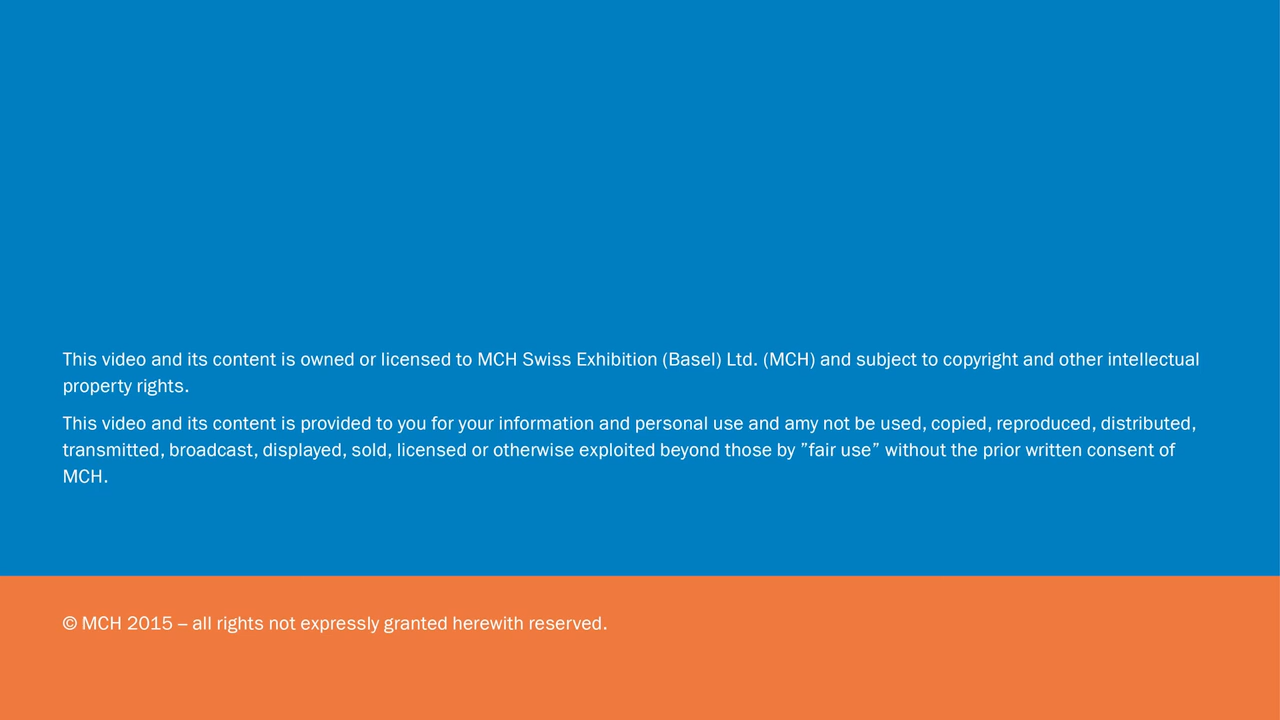 This video and its content is owned or licensed to MCH Swiss Exhibition (Basel) Ltd. (MCH) and subject to copyright and other intellectual
property rights.
This video and its content is provided to you for your information and personal use and amy not be used, copied, reproduced, distributed,
transmitted, broadcast, displayed, sold, licensed or otherwise exploited beyond those by ”fair use” without the prior written consent of
MCH.
© MCH 2015 – all rights not expressly granted herewith reserved.